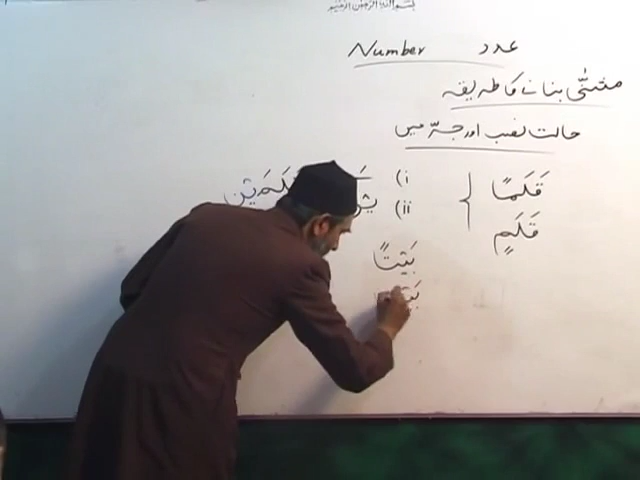 بسم الله الرحمن الرحيم
عدد Number
مثنّٰی بنانے کا طریقہ
حالت نصب اور جرّ میں
قَلَمًا
(i
قَلَمٍ
(ii
قَلَمَيْنِ
بَيْتًا